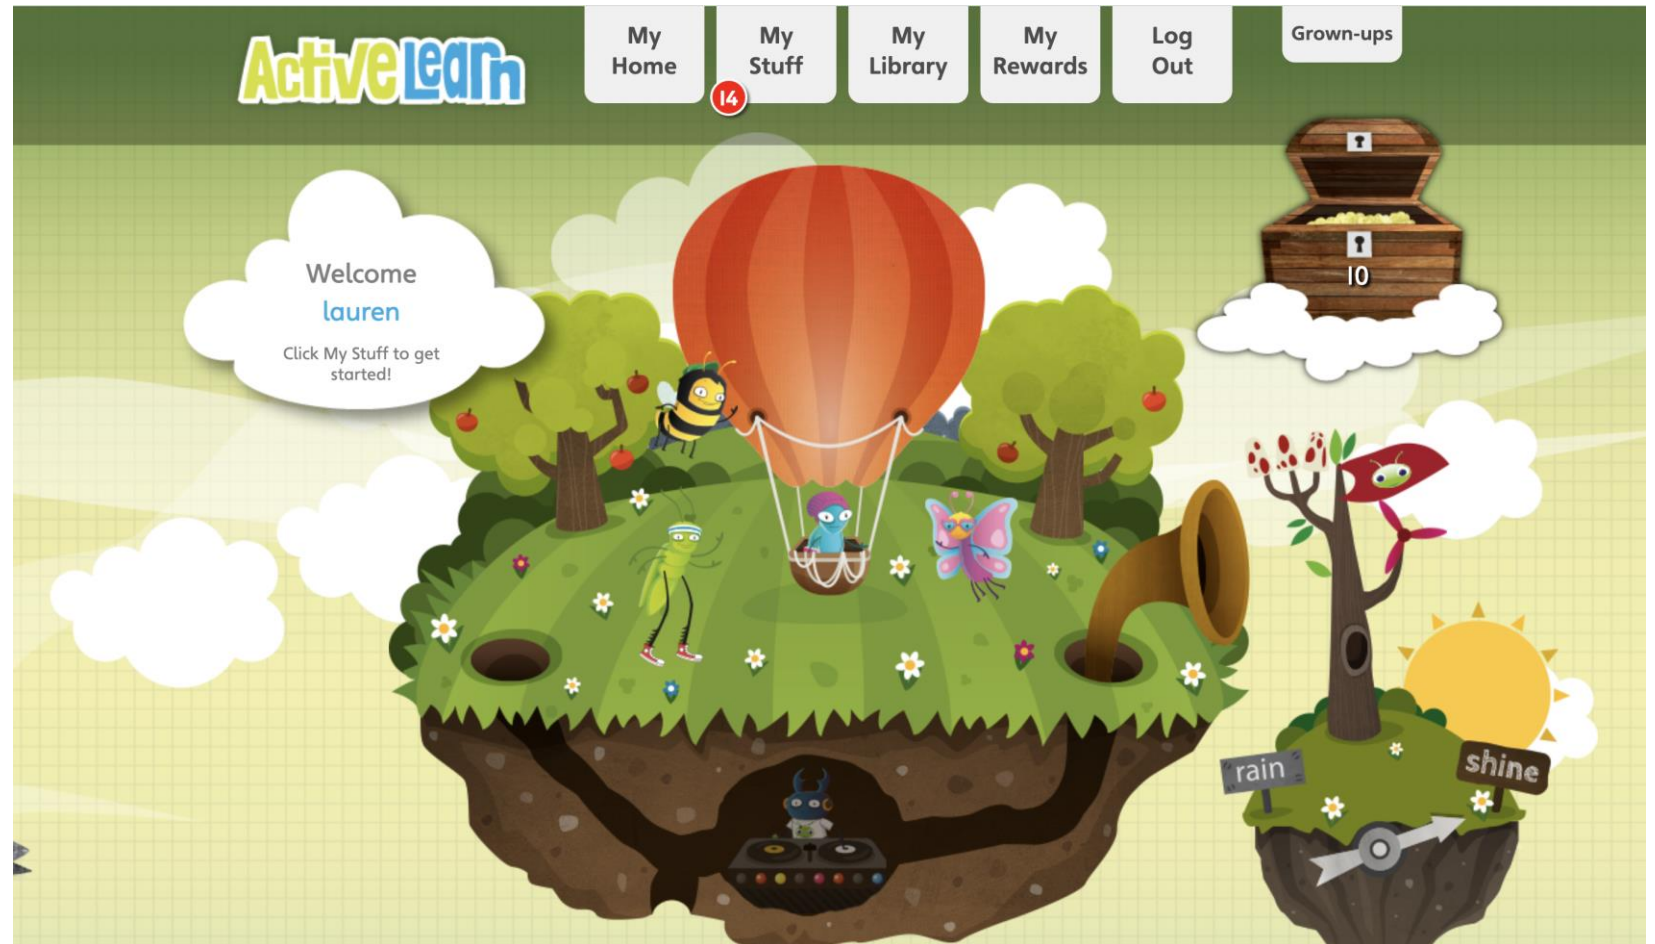 ActiveLearn
My
Home
My
Stuff
14
My
Library
My
Rewards
Log
Out
Grown-ups
Welcome
lauren
Click My Stuff to get
started!
10
rain
shine